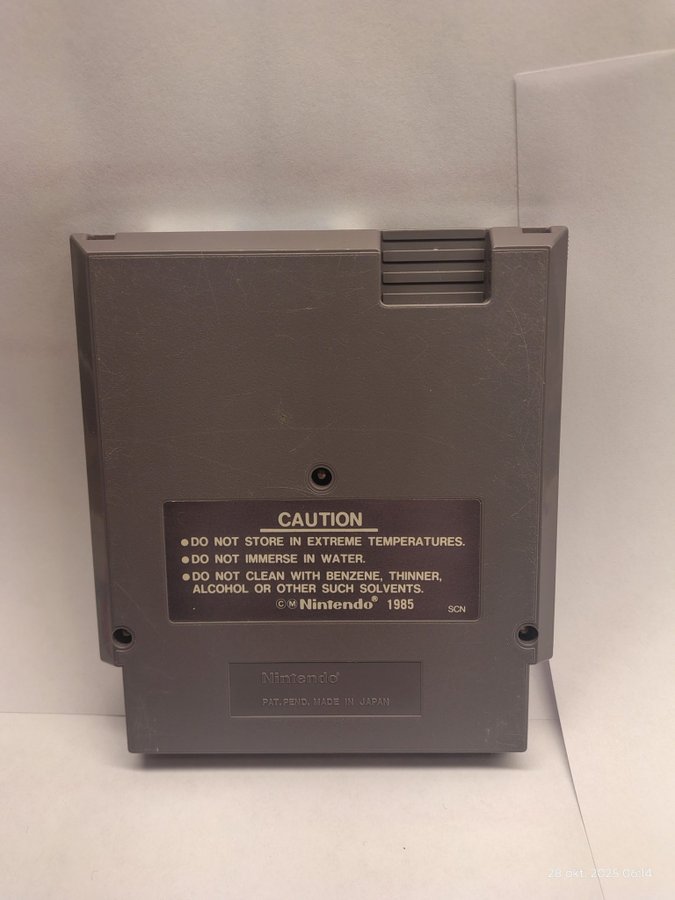 CAUTION
●DO NOT STORE IN EXTREME TEMPERATURES.
●DO NOT IMMERSE IN WATER.
●DO NOT CLEAN WITH BENZENE, THINNER,
ALCOHOL OR OTHER SUCH SOLVENTS.
©Ⓜ Nintendo® 1985 SCN
Nintendo®
PAT. PEND. MADE IN JAPAN
28 okt. 2025 06:14